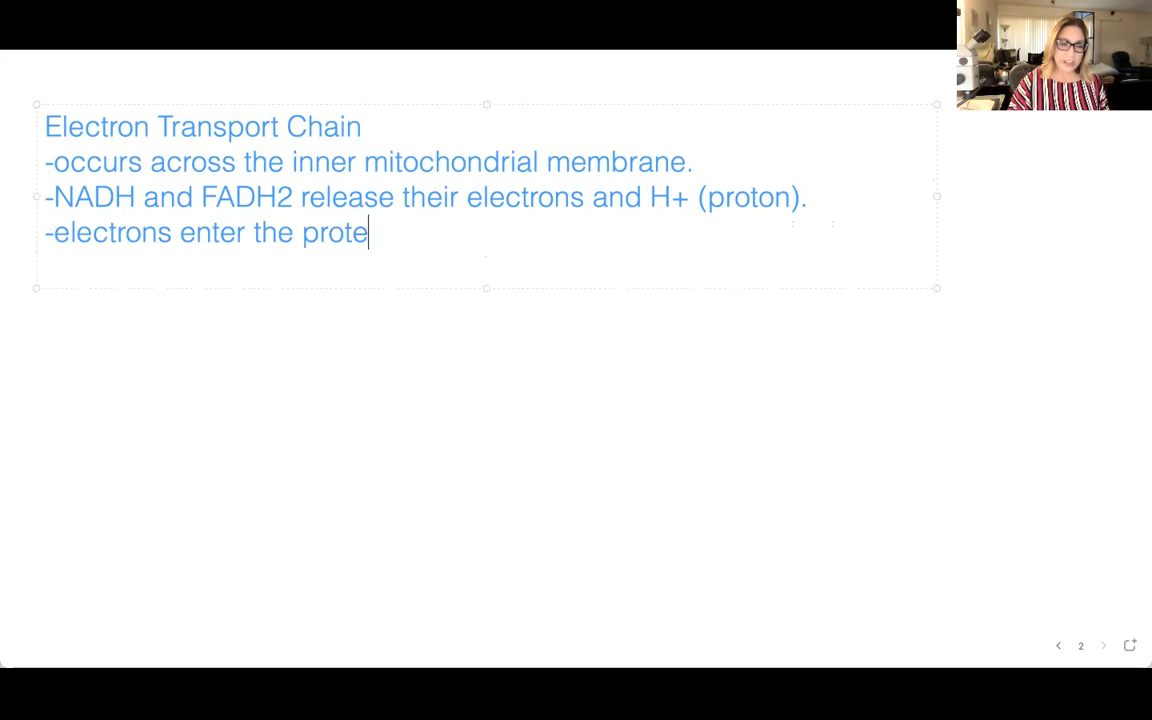 Electron Transport Chain
-occurs across the inner mitochondrial membrane.
-NADH and FADH2 release their electrons and H+ (proton).
-electrons enter the prote
2